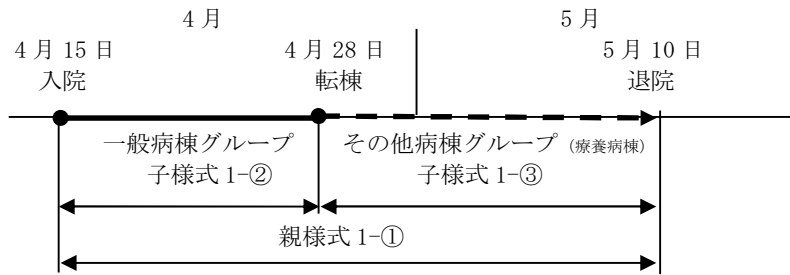 ４月 ５月
４月 15 日 ４月 28 日 ５月 10 日
入院 転棟 退院
一般病棟グループ その他病棟グループ (療養病棟)
子様式 1-② 子様式 1-③
親様式 1-①